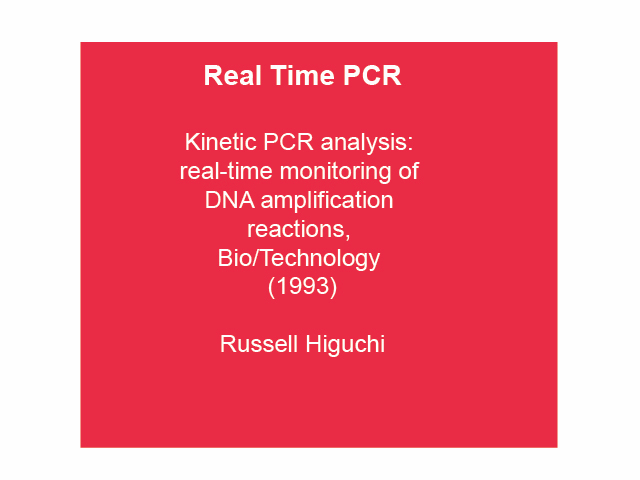 Real Time PCR
Kinetic PCR analysis:
real-time monitoring of
DNA amplification
reactions,
Bio/Technology
(1993)
Russell Higuchi